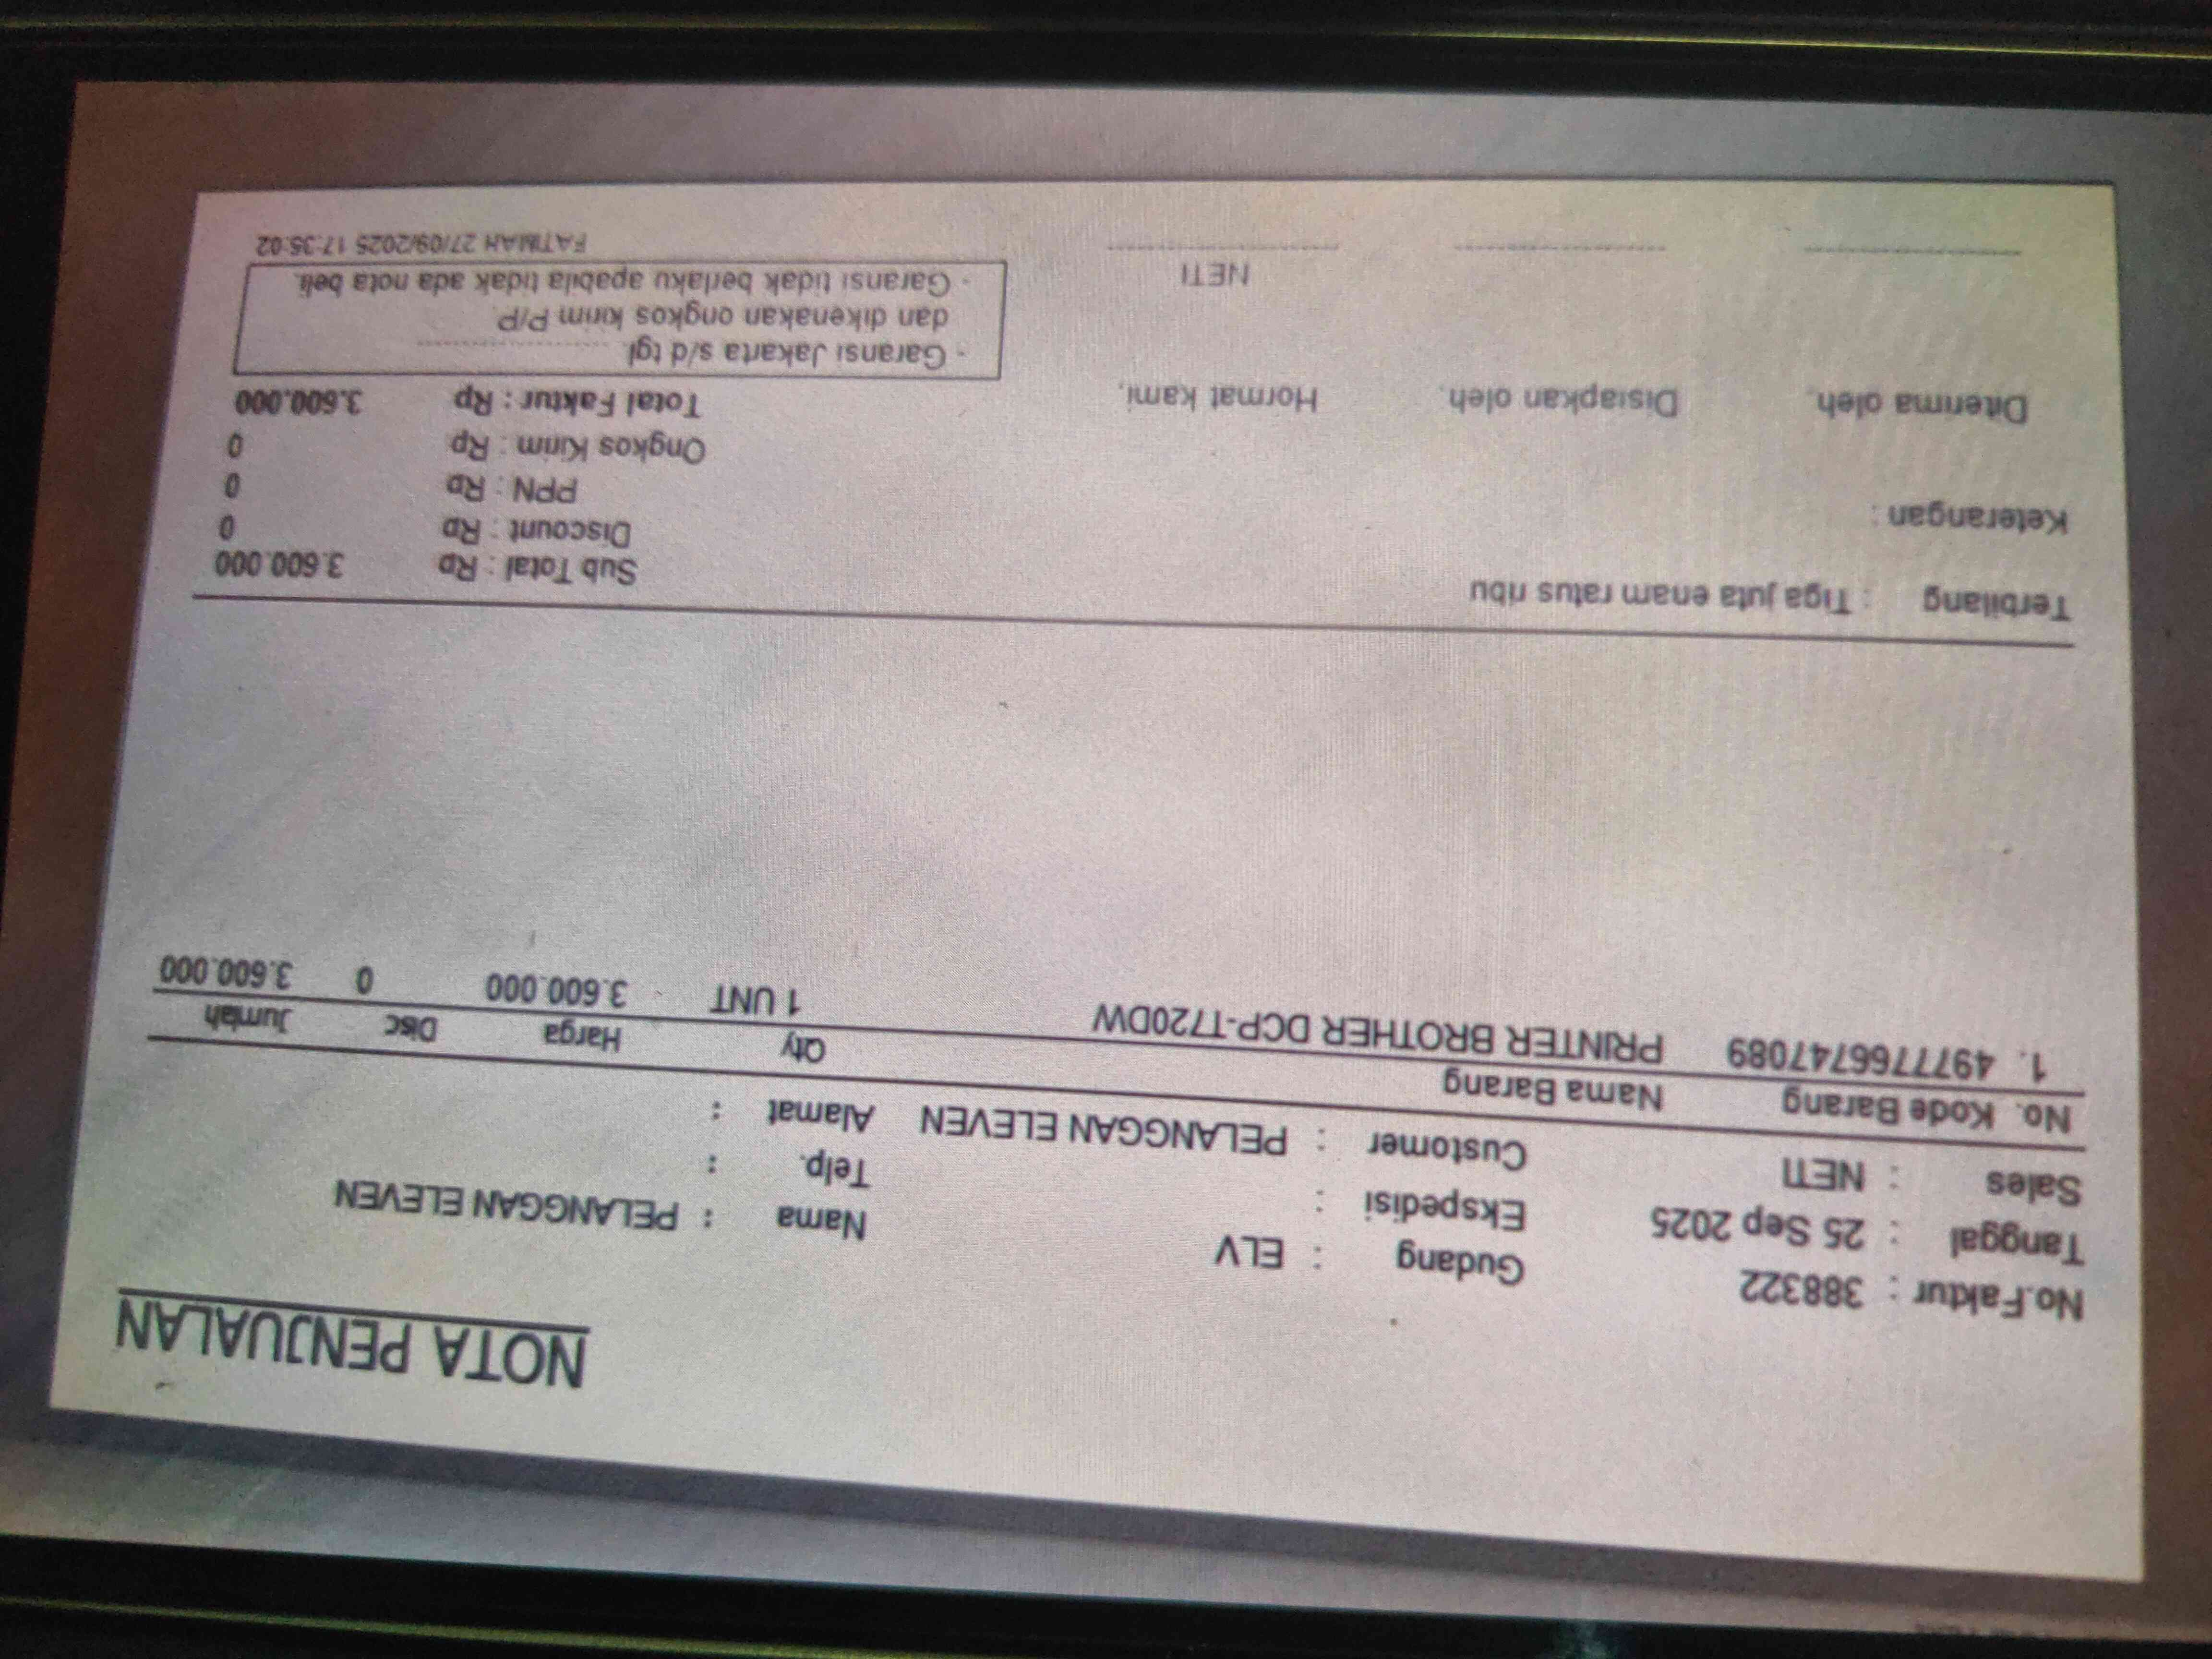 NOTA PENJUALAN
No.Faktur : 388322 Gudang : ELV Nama : PELANGGAN ELEVEN
Tanggal : 25 Sep 2025 Ekspedisi : Telp. :
Sales : NETI Customer : PELANGGAN ELEVEN Alamat :
No. Kode Barang Nama Barang Qty Harga Disc Jumlah
1. 4977766747089 PRINTER BROTHER DCP-T720DW 1 UNT 3.600.000 0 3.600.000
Terbilang : Tiga juta enam ratus ribu Sub Total : Rp 3.600.000
Discount : Rp 0
Keterangan : PPN : Rp 0
Ongkos Kirim : Rp 0
Diterima oleh, Disiapkan oleh, Hormat kami, Total Faktur : Rp 3.600.000
- Garansi Jakarta s/d tgl. ....................
dan dikenakan ongkos kirim P/P.
NETI - Garansi tidak berlaku apabila tidak ada nota beli.
FATIMAH 27/09/2025 17:35:02